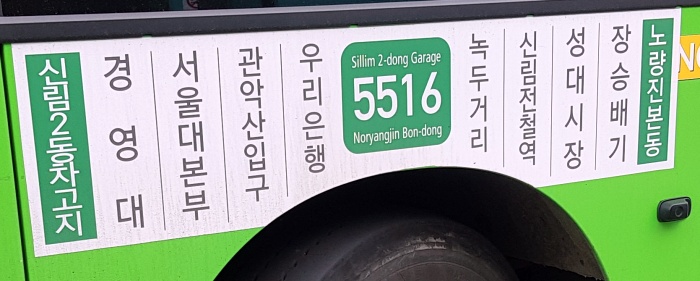 신림2동차고지
경영대
서울대본부
관악산입구
우리은행
Sillim 2-dong Garage
5516
Noryangjin Bon-dong
녹두거리
신림전철역
성대시장
장승배기
노량진본동